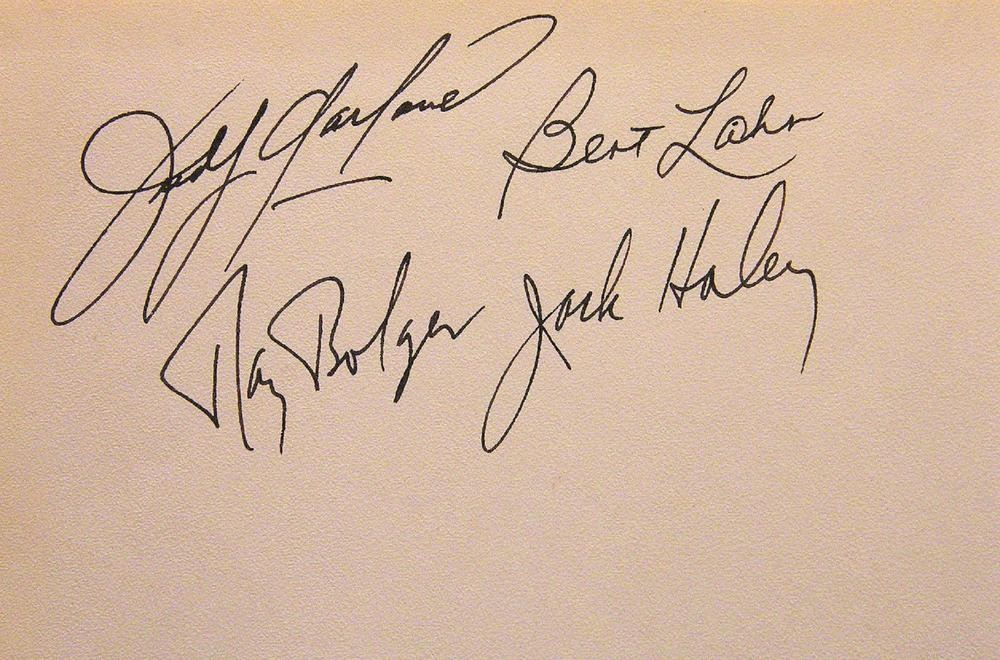 Judy Garland Bert Lahr
Ray Bolger Jack Haley